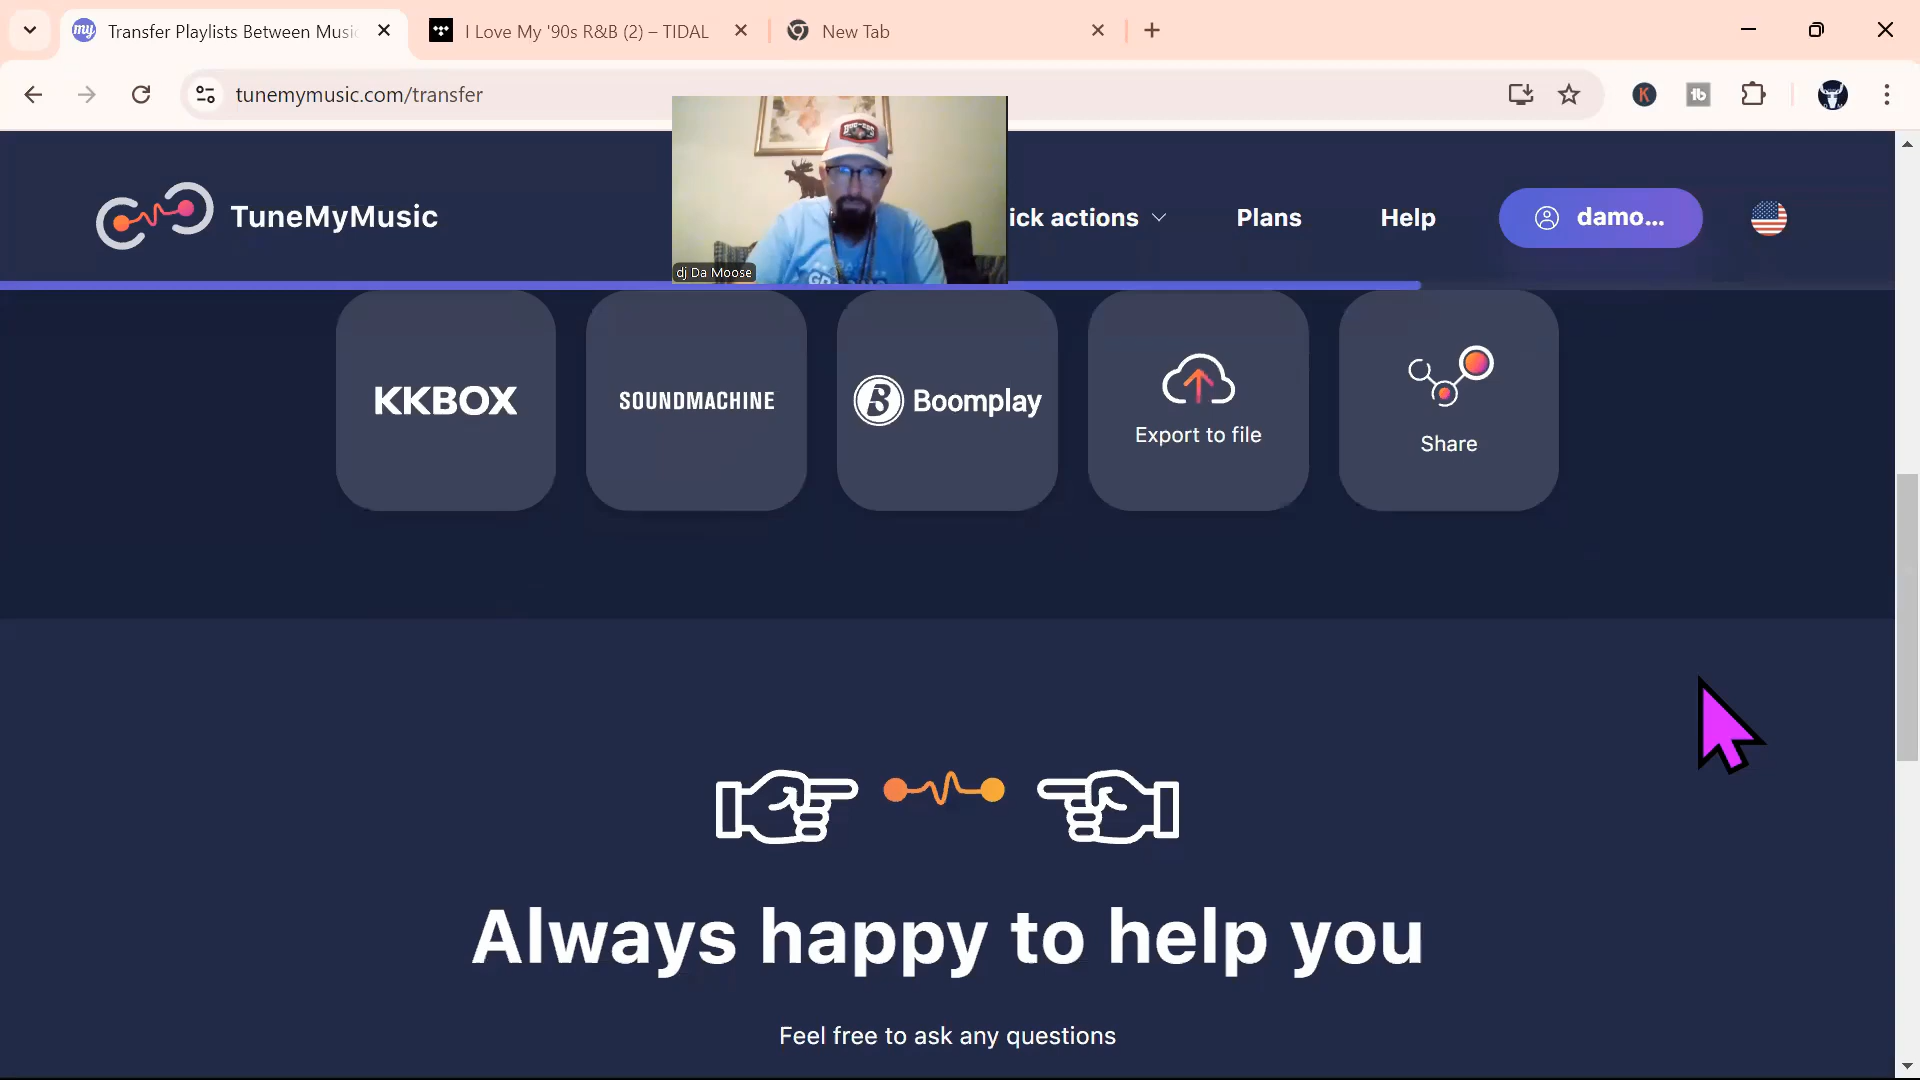 Transfer Playlists Between Musi
I Love My '90s R&B (2) – TIDAL
New Tab
tunemymusic.com/transfer
TuneMyMusic
ick actions
Plans
Help
damo...
dj Da Moose
KKBOX
SOUNDMACHINE
Boomplay
Export to file
Share
Always happy to help you
Feel free to ask any questions